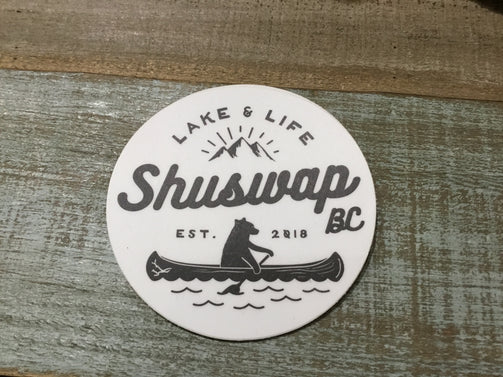 LAKE & LIFE
Shuswap
BC
EST. 2018